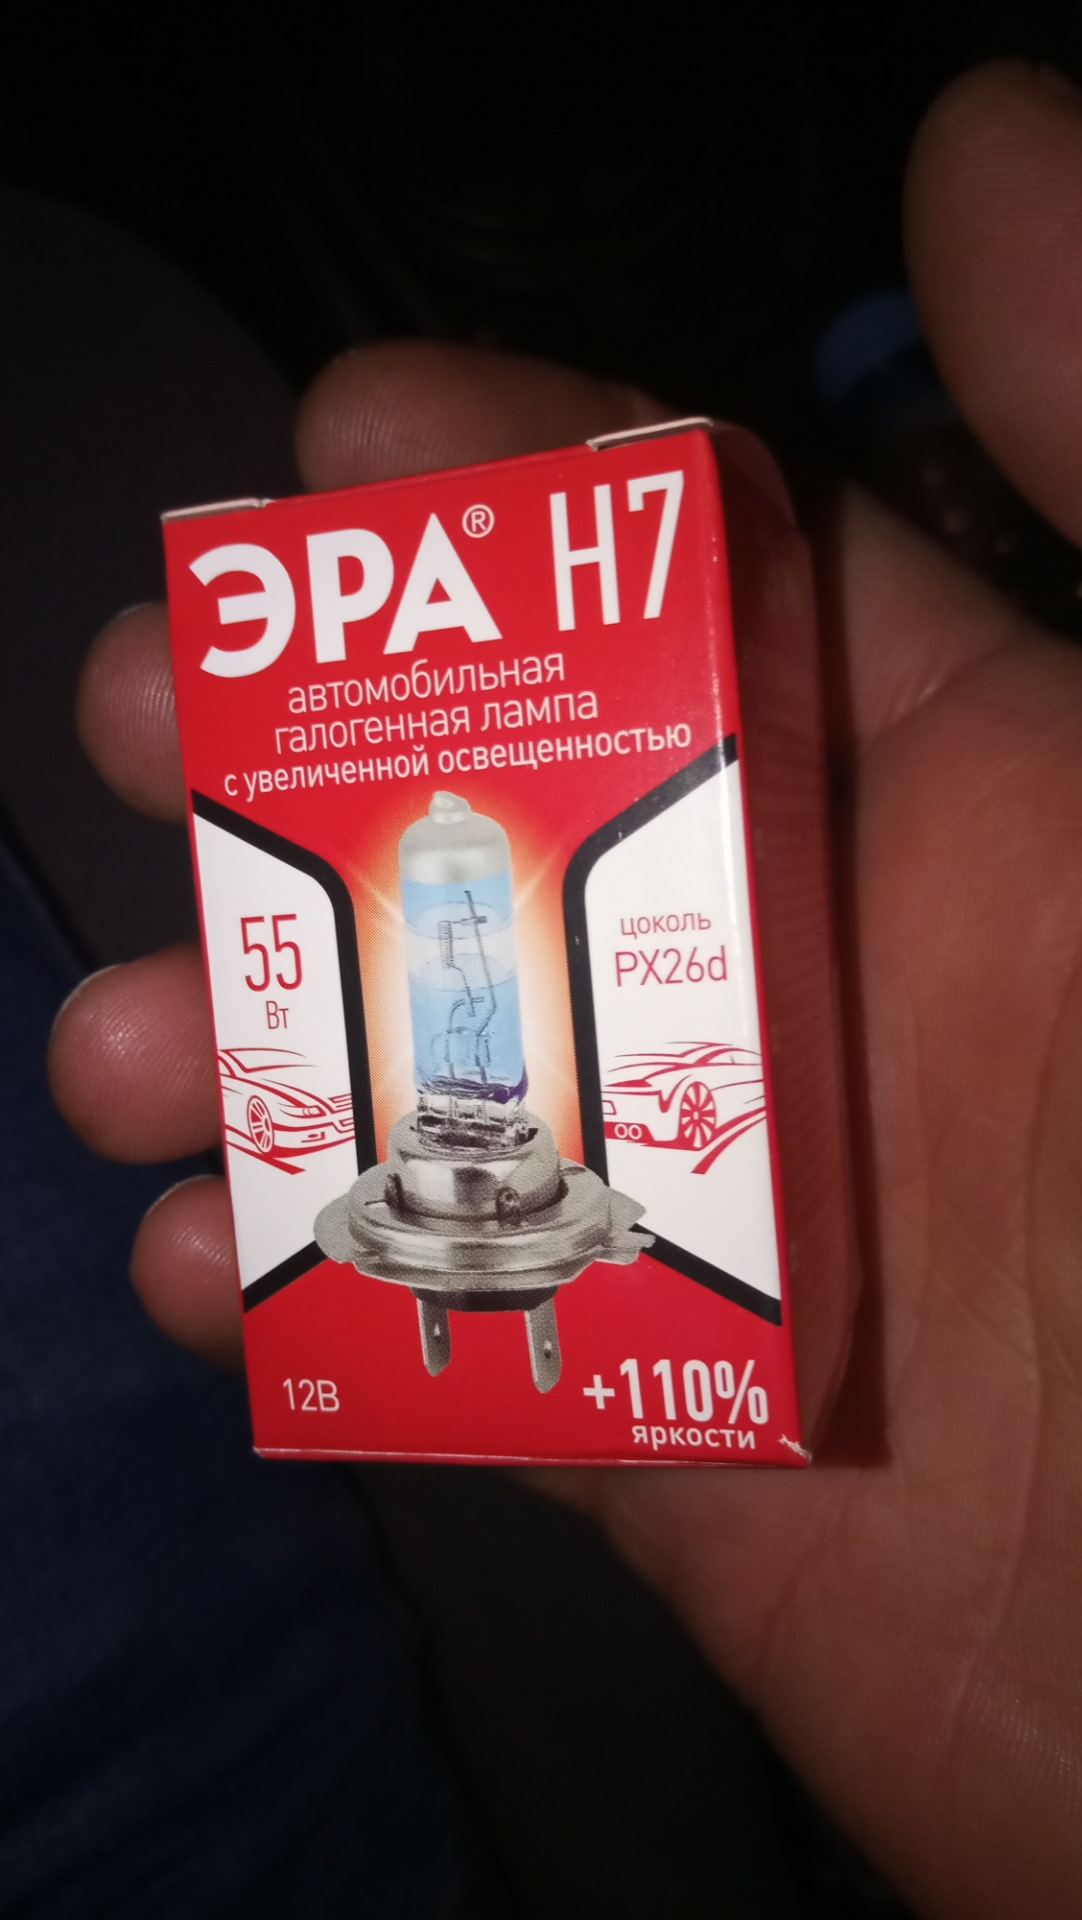 ЭРА® H7
автомобильная
галогенная лампа
с увеличенной освещенностью
55
Вт
цоколь
PX26d
12В
+110%
яркости